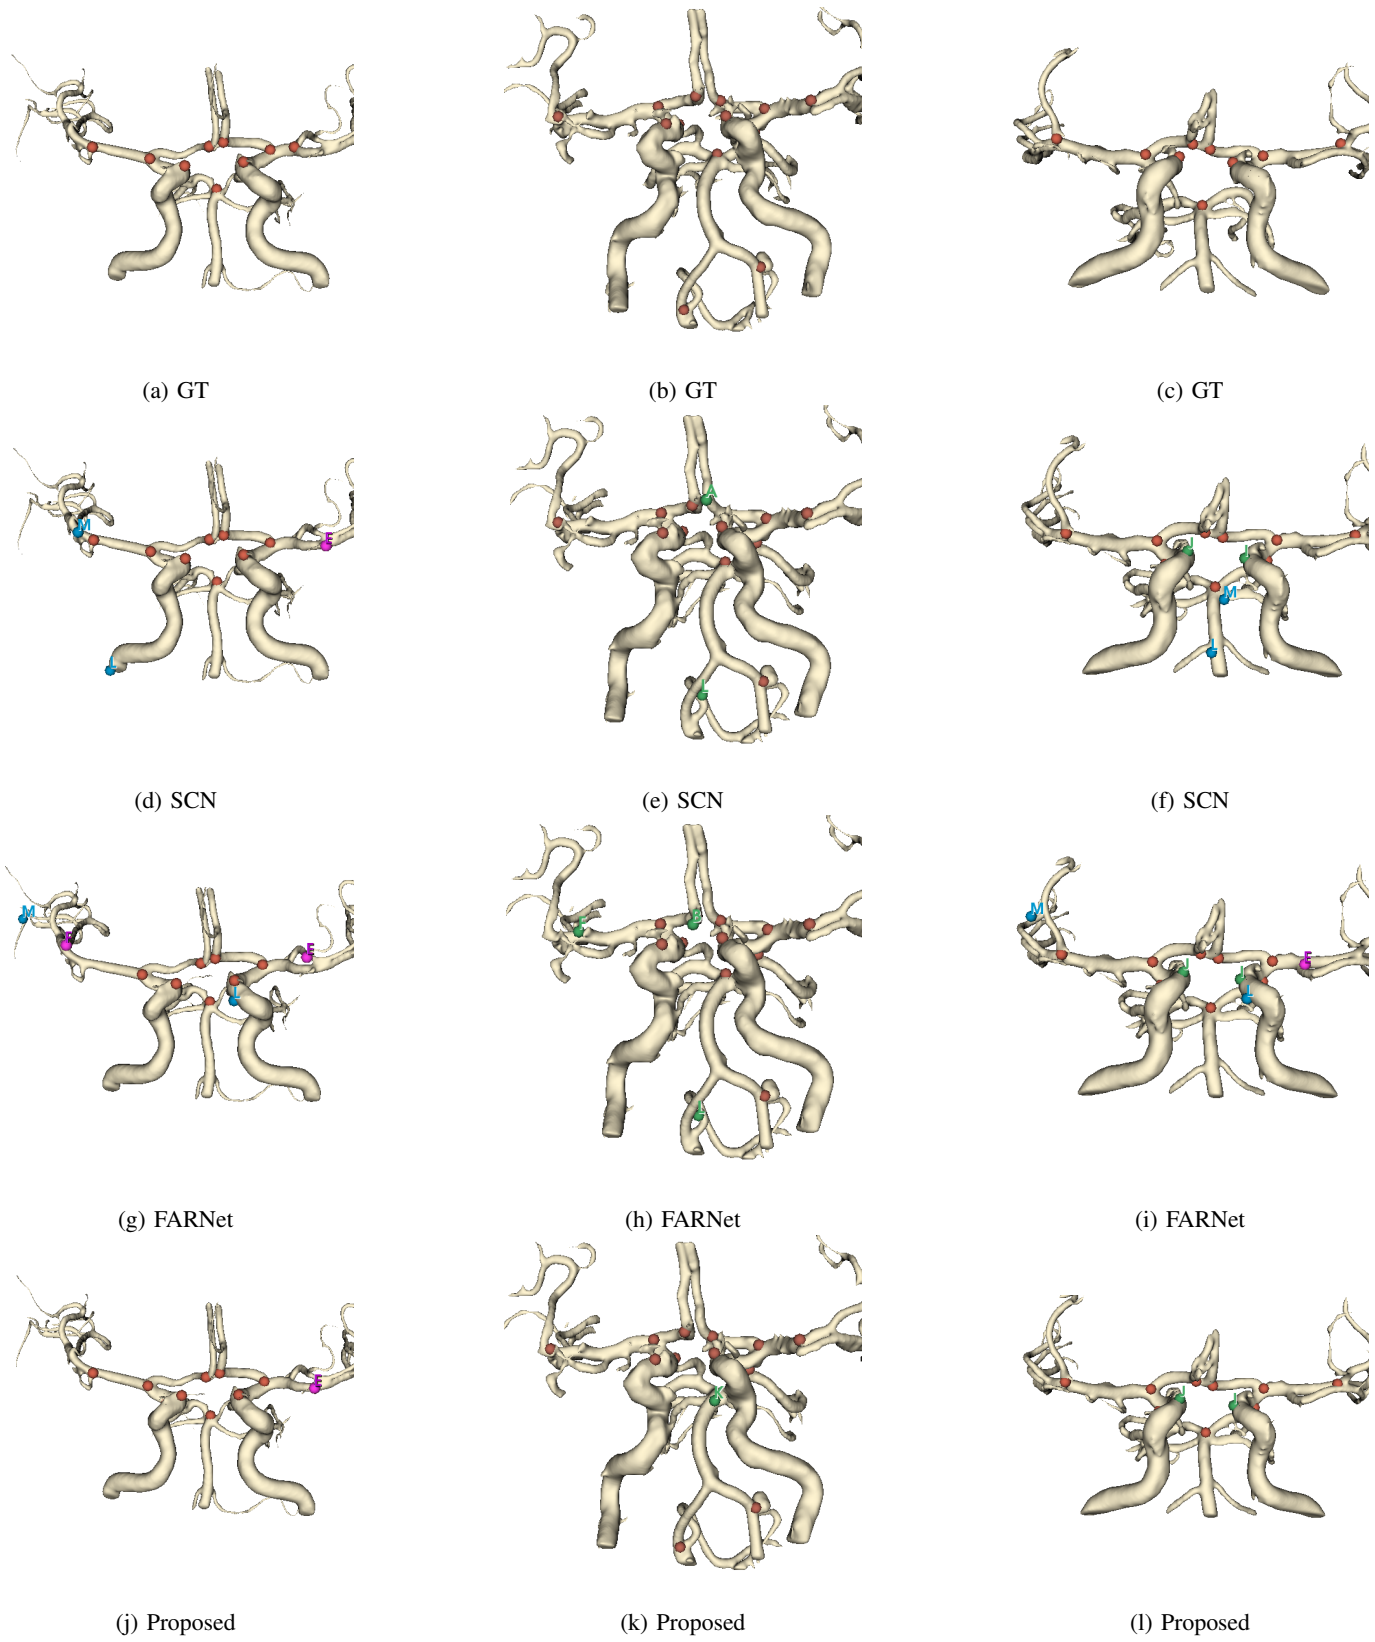 (a) GT
(b) GT
(c) GT
A
M
E
I
I
M
L
L
L
(d) SCN
(e) SCN
(f) SCN
M
F
E
E
B
M
E
I
I
L
L
L
(g) FARNet
(h) FARNet
(i) FARNet
E
K
I
I
(j) Proposed
(k) Proposed
(l) Proposed